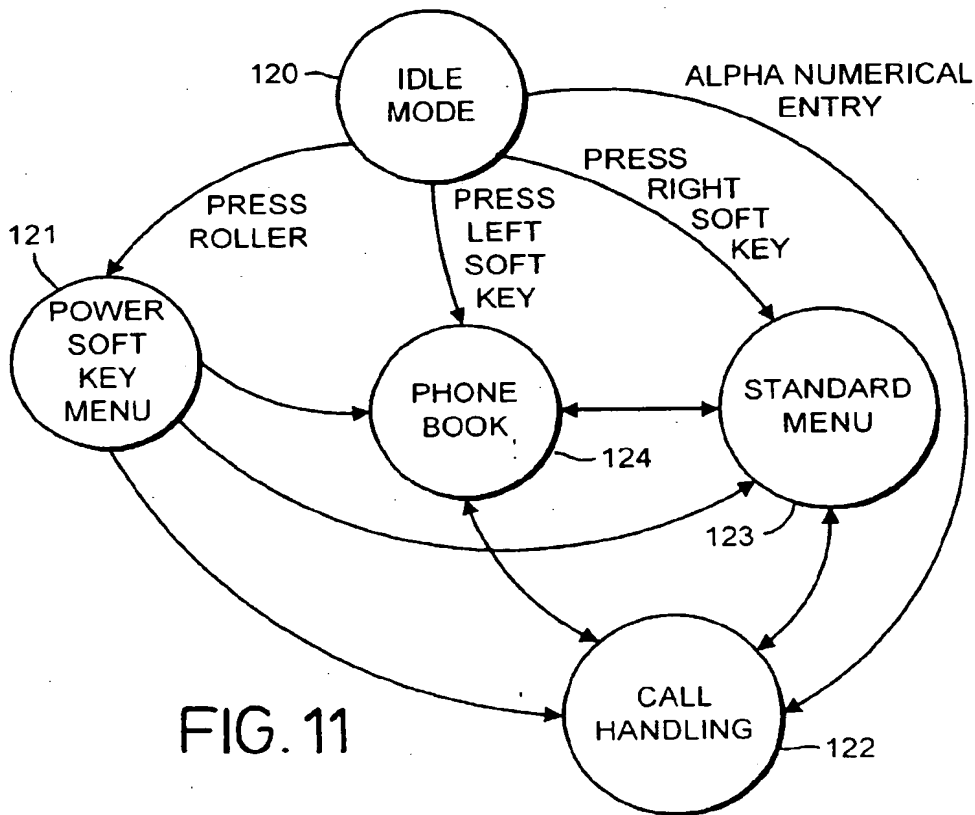 120
IDLE
MODE
ALPHA NUMERICAL
ENTRY
PRESS
ROLLER
PRESS
LEFT
SOFT
KEY
PRESS
RIGHT
SOFT
KEY
121
POWER
SOFT
KEY
MENU
PHONE
BOOK
124
STANDARD
MENU
123
CALL
HANDLING
122
FIG. 11